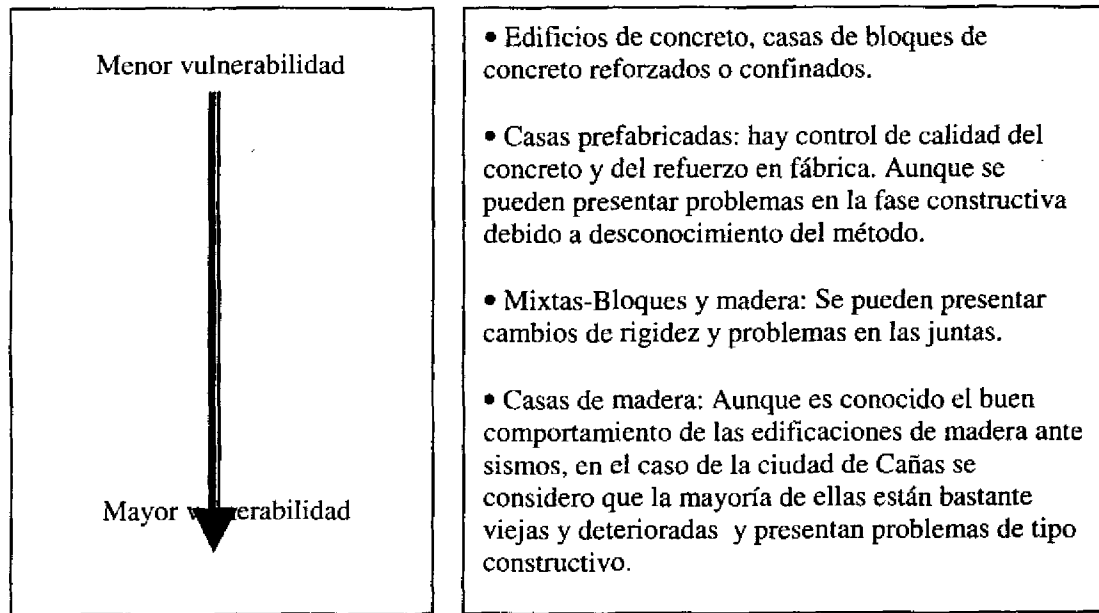 Menor vulnerabilidad
Mayor vulnerabilidad
• Edificios de concreto, casas de bloques de
concreto reforzados o confinados.
• Casas prefabricadas: hay control de calidad del
concreto y del refuerzo en fábrica. Aunque se
pueden presentar problemas en la fase constructiva
debido a desconocimiento del método.
• Mixtas-Bloques y madera: Se pueden presentar
cambios de rigidez y problemas en las juntas.
• Casas de madera: Aunque es conocido el buen
comportamiento de las edificaciones de madera ante
sismos, en el caso de la ciudad de Cañas se
considero que la mayoría de ellas están bastante
viejas y deterioradas y presentan problemas de tipo
constructivo.